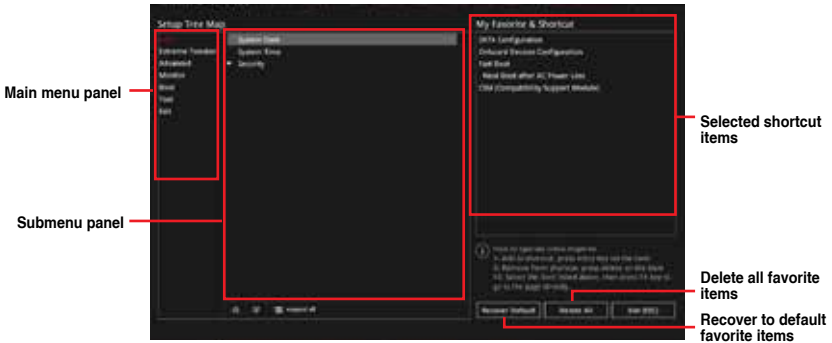 Setup Tree Map
Extreme Tweaker
Advanced
Monitor
Boot
Tool
Exit
System Date
System Time
Security
expand all
My Favorite & Shortcut
SATA Configuration
Onboard Devices Configuration
Fast Boot
Next Boot after AC Power Loss
CSM (Compatibility Support Module)
Recover Default
Delete All
Exit (ESC)
Main menu panel
Submenu panel
Selected shortcut
items
Delete all favorite
items
Recover to default
favorite items